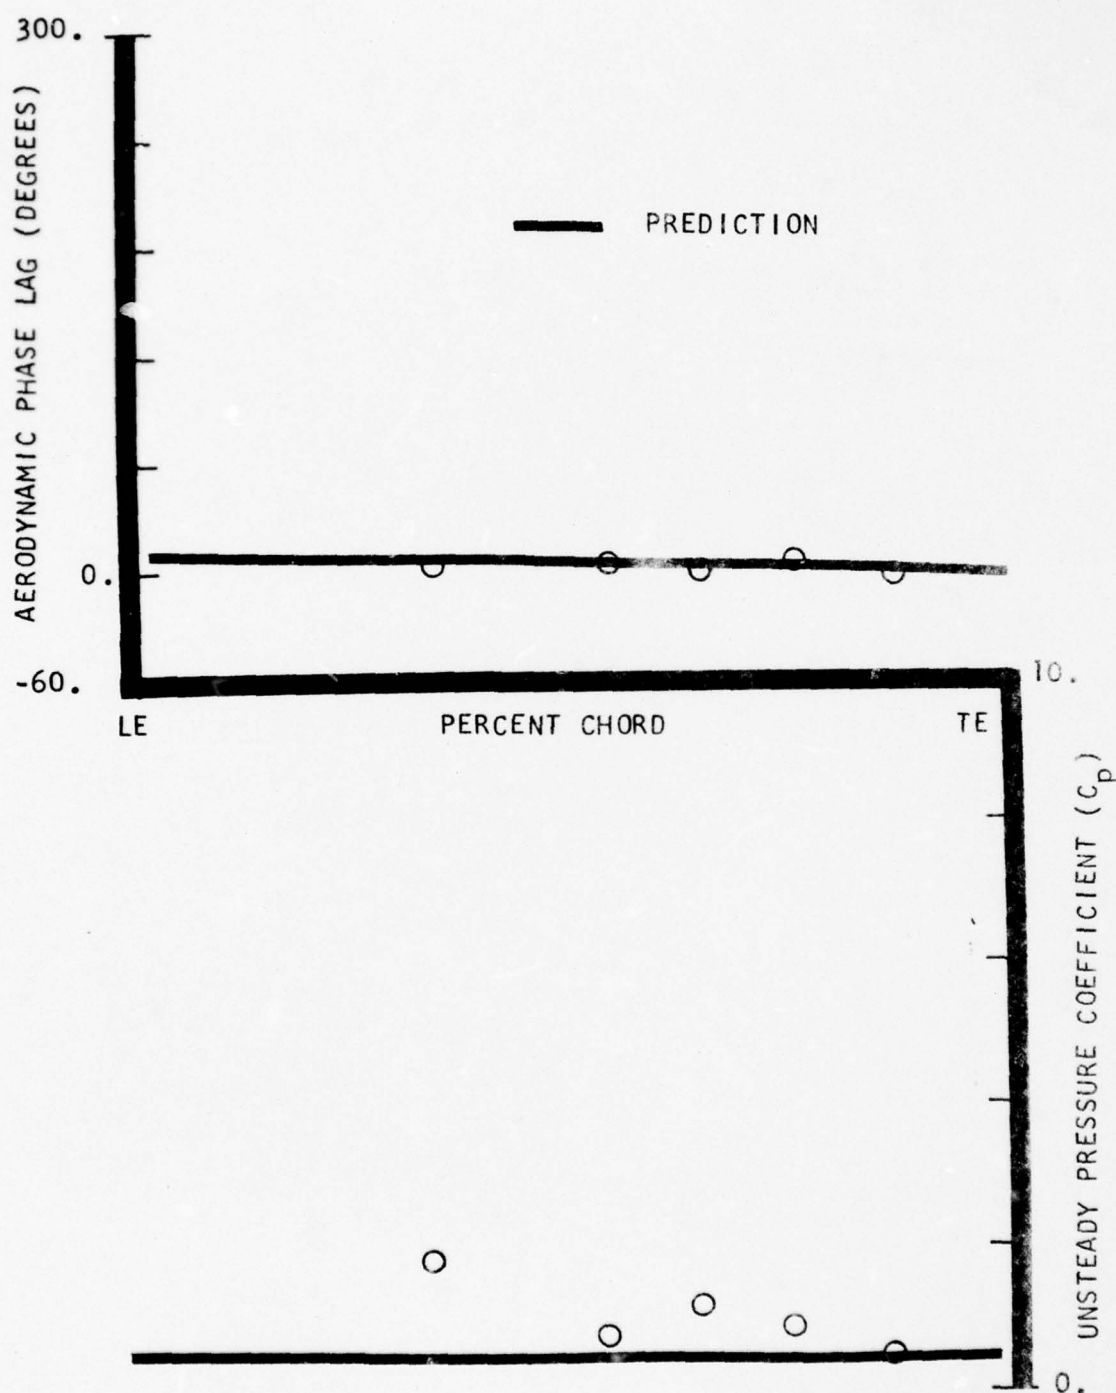 300.
AERODYNAMIC PHASE LAG (DEGREES)
PREDICTION
0.
-60.
10.
LE
PERCENT CHORD
TE
UNSTEADY PRESSURE COEFFICIENT (Cp)
0.